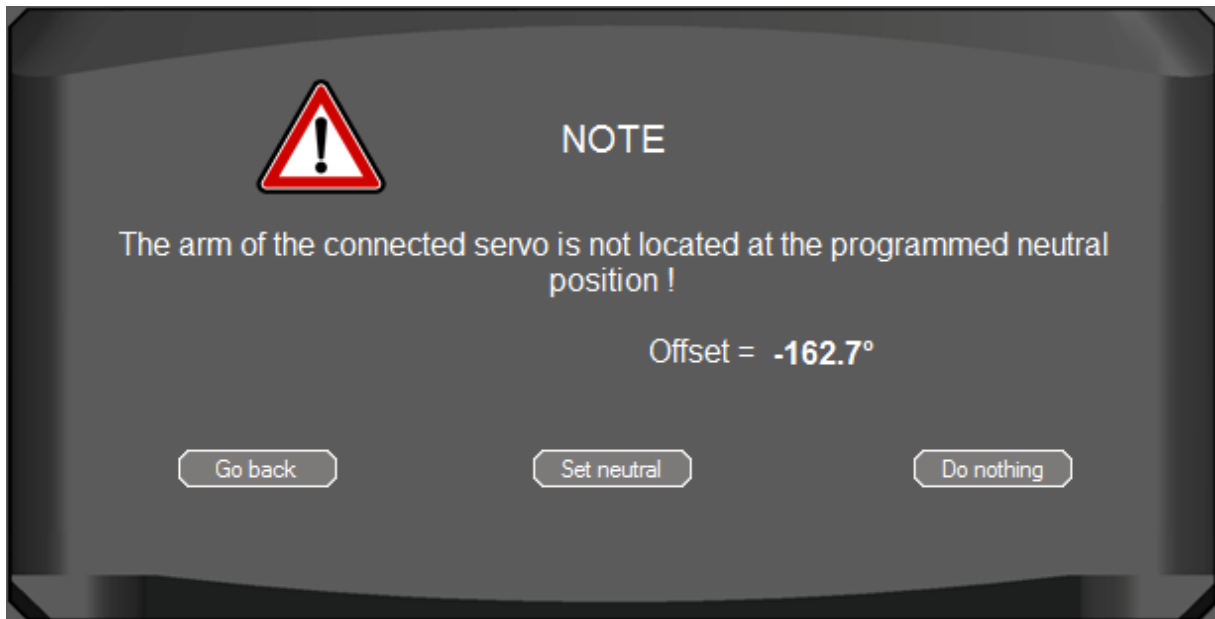 NOTE
The arm of the connected servo is not located at the programmed neutral
position !
Offset = -162.7°
Go back
Set neutral
Do nothing